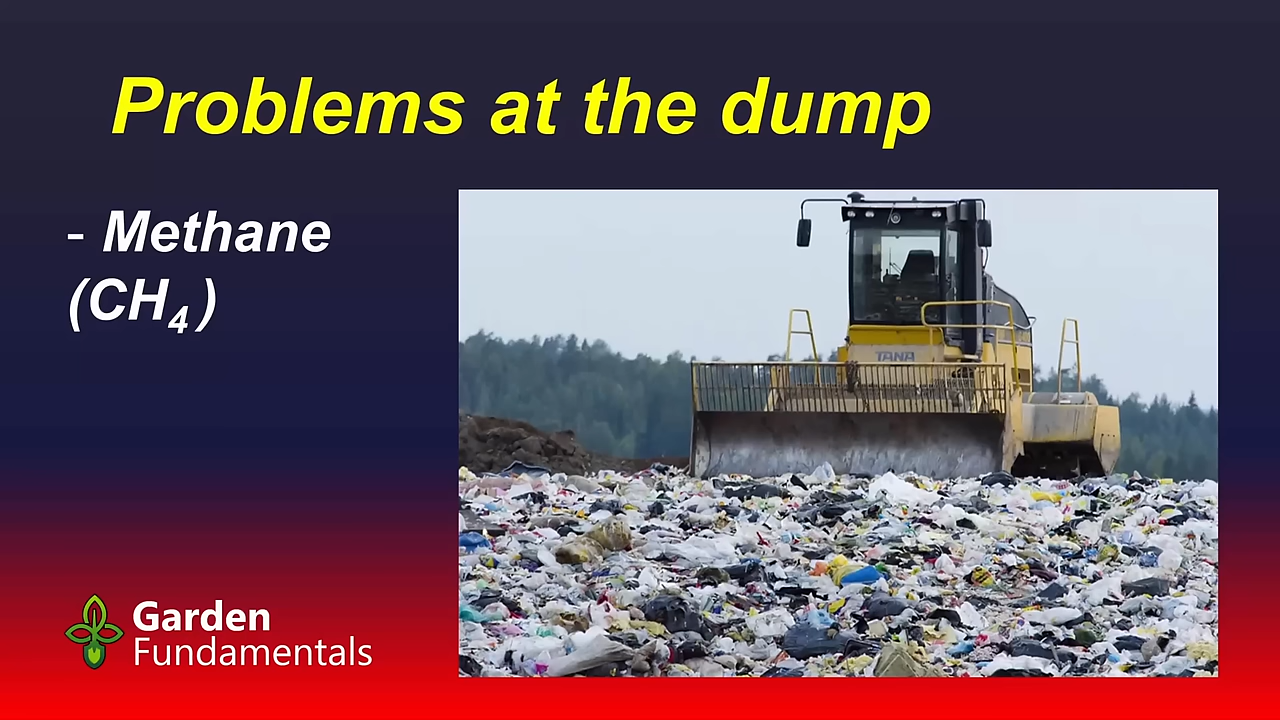 Problems at the dump
- Methane
(CH₄)
TANA
Garden
Fundamentals